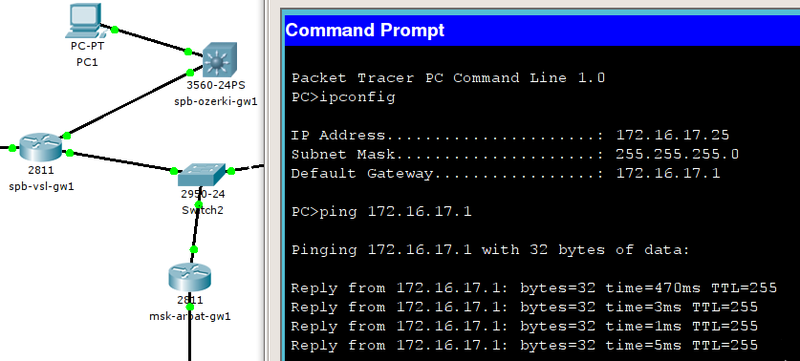 PC-PT
PC1
3560-24PS
spb-ozerki-gw1
2811
spb-vsl-gw1
2950-24
Switch2
2811
msk-arbat-gw1
Command Prompt
Packet Tracer PC Command Line 1.0
PC>ipconfig
IP Address......................: 172.16.17.25
Subnet Mask.....................: 255.255.255.0
Default Gateway.................: 172.16.17.1
PC>ping 172.16.17.1
Pinging 172.16.17.1 with 32 bytes of data:
Reply from 172.16.17.1: bytes=32 time=470ms TTL=255
Reply from 172.16.17.1: bytes=32 time=3ms TTL=255
Reply from 172.16.17.1: bytes=32 time=1ms TTL=255
Reply from 172.16.17.1: bytes=32 time=5ms TTL=255